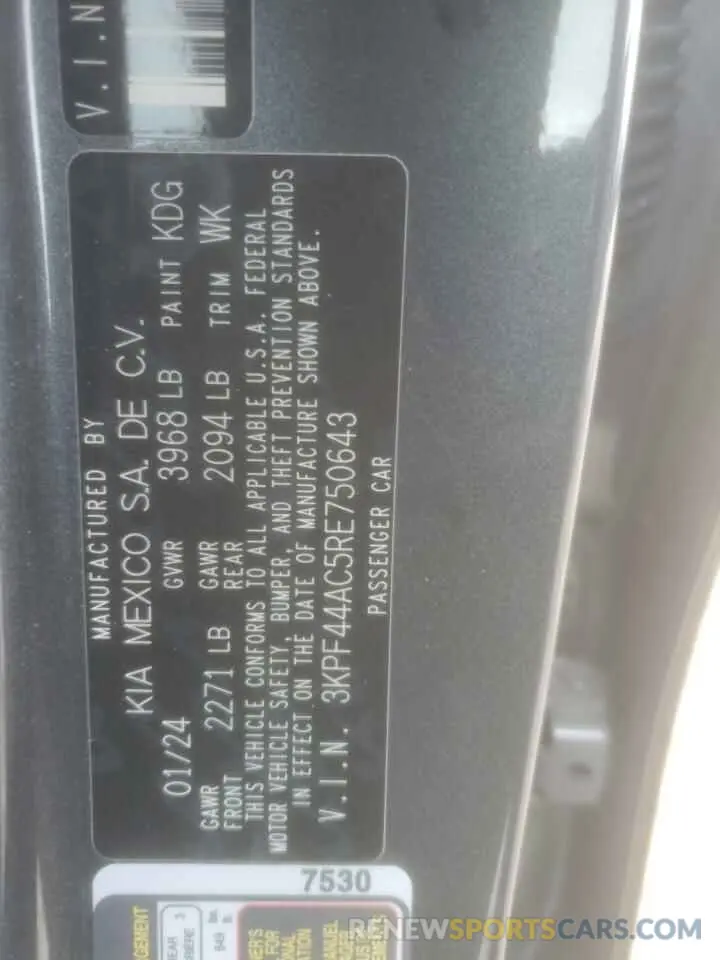 V.I.N
MANUFACTURED BY
KIA MEXICO S.A. DE C.V.
01/24 GVWR 3968 LB PAINT KDG
GAWR FRONT 2271 LB GAWR REAR 2094 LB TRIM WK
THIS VEHICLE CONFORMS TO ALL APPLICABLE U.S.A. FEDERAL
MOTOR VEHICLE SAFETY, BUMPER, AND THEFT PREVENTION STANDARDS
IN EFFECT ON THE DATE OF MANUFACTURE SHOWN ABOVE.
V.I.N. 3KPF44AC5RE750643
PASSENGER CAR
7530
RENEWSPORTSCARS.COM